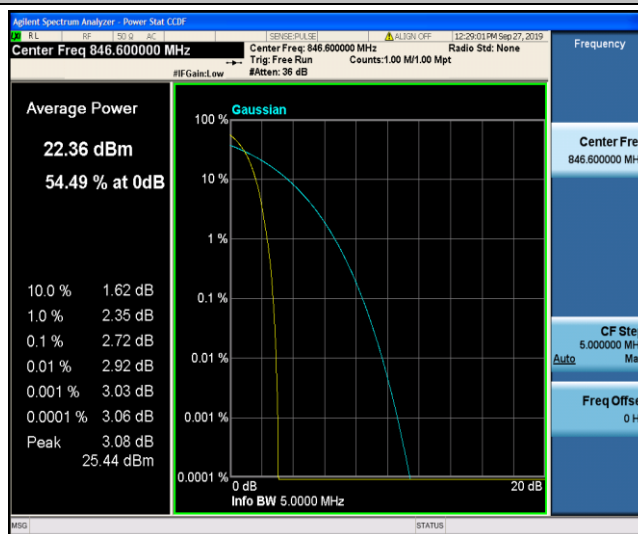 Agilent Spectrum Analyzer - Power Stat CCDF
RL RF 50 Ω AC SENSE:PULSE ALIGN OFF 12:29:01 PM Sep 27, 2019
Center Freq 846.600000 MHz
Center Freq: 846.600000 MHz Radio Std: None
Trig: Free Run Counts:1.00 M/1.00 Mpt
#IFGain:Low #Atten: 36 dB
Frequency
Average Power
22.36 dBm
54.49 % at 0dB
10.0 % 1.62 dB
1.0 % 2.35 dB
0.1 % 2.72 dB
0.01 % 2.92 dB
0.001 % 3.03 dB
0.0001 % 3.06 dB
Peak 3.08 dB
25.44 dBm
Gaussian
100 %
10 %
1 %
0.1 %
0.01 %
0.001 %
0.0001 %
0 dB 20 dB
Info BW 5.0000 MHz
Center Fre
846.600000 MH
CF Ste
5.000000 MH
Auto Ma
Freq Offse
0 H
MSG STATUS